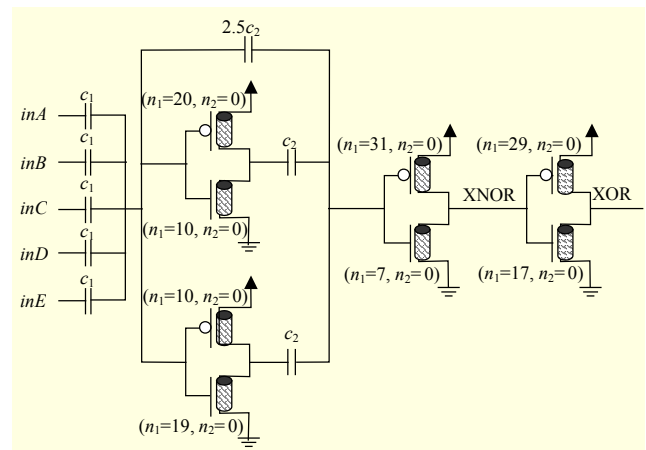 2.5c₂
c₁
inA
c₁
inB
c₁
inC
c₁
inD
c₁
inE
(n₁=20, n₂=0)
c₂
(n₁=10, n₂=0)
(n₁=10, n₂=0)
c₂
(n₁=19, n₂=0)
(n₁=31, n₂=0)
(n₁=29, n₂=0)
XNOR
XOR
(n₁=7, n₂=0)
(n₁=17, n₂=0)